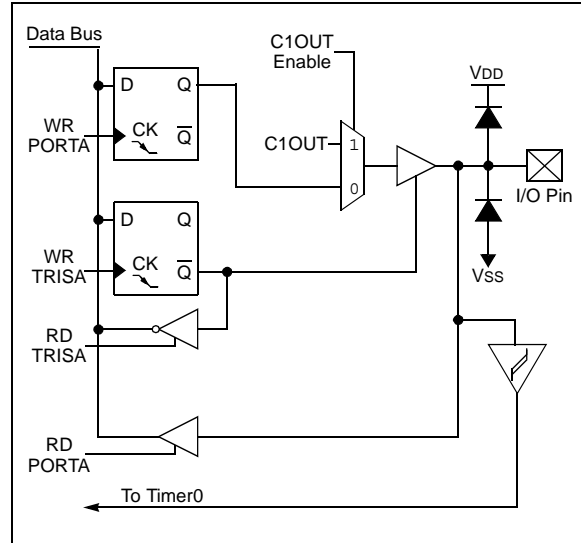 Data Bus
C1OUT
Enable
VDD
D
Q
WR
PORTA
CK
Q
C1OUT
1
0
I/O Pin
D
Q
WR
TRISA
CK
Q
VSS
RD
TRISA
RD
PORTA
To Timer0